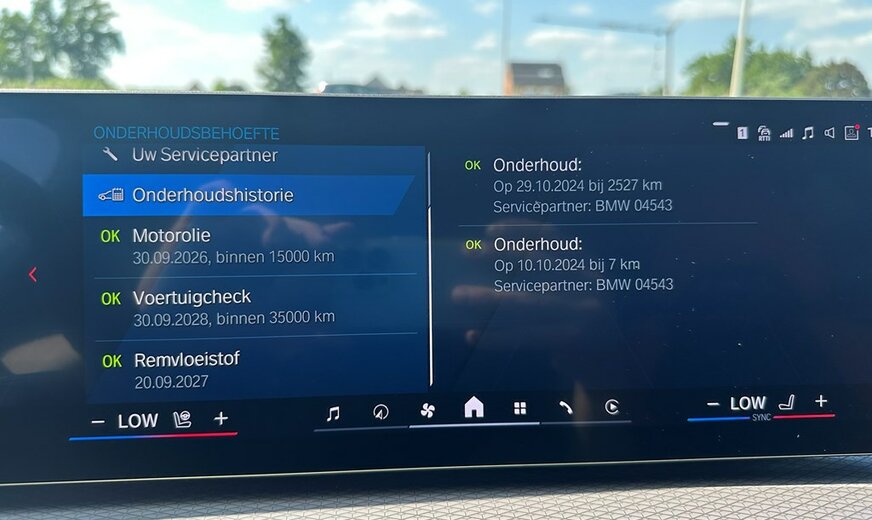 ONDERHOUDSBEHOEFTE
Uw Servicepartner
Onderhoudshistorie
OK Motorolie
30.09.2026, binnen 15000 km
OK Voertuigcheck
30.09.2028, binnen 35000 km
OK Remvloeistof
20.09.2027
OK Onderhoud:
Op 29.10.2024 bij 2527 km
Servicepartner: BMW 04543
OK Onderhoud:
Op 10.10.2024 bij 7 km
Servicepartner: BMW 04543
1 RTTI
− LOW +
− LOW +
SYNC